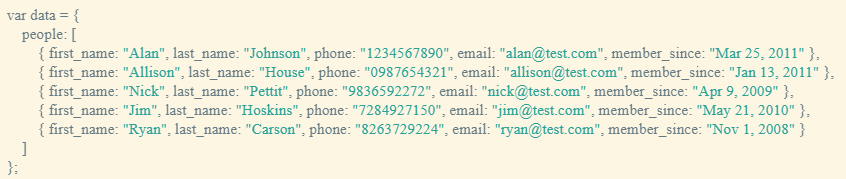 var data = {
people: [
{ first_name: "Alan", last_name: "Johnson", phone: "1234567890", email: "alan@test.com", member_since: "Mar 25, 2011" },
{ first_name: "Allison", last_name: "House", phone: "0987654321", email: "allison@test.com", member_since: "Jan 13, 2011" },
{ first_name: "Nick", last_name: "Pettit", phone: "9836592272", email: "nick@test.com", member_since: "Apr 9, 2009" },
{ first_name: "Jim", last_name: "Hoskins", phone: "7284927150", email: "jim@test.com", member_since: "May 21, 2010" },
{ first_name: "Ryan", last_name: "Carson", phone: "8263729224", email: "ryan@test.com", member_since: "Nov 1, 2008" }
]
};